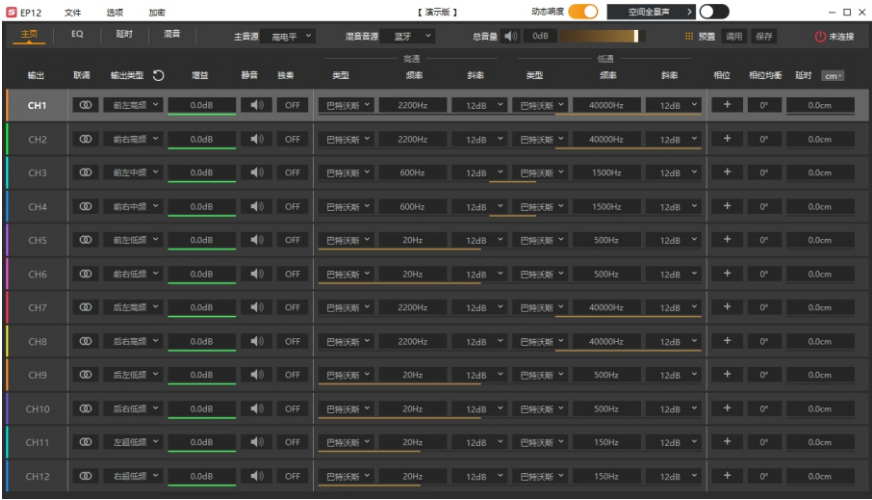 S EP12 文件 选项 加密 【 演示版 】 动态响度 空间全景声 >
主页 EQ 延时 混音 主音源 高电平 混音音源 蓝牙 总音量 0dB 预置 调用 保存 未连接
高通 低通
输出 联调 输出类型 增益 静音 独奏 类型 频率 斜率 类型 频率 斜率 相位 相位均衡 延时 cm
CH1 前左高频 0.0dB OFF 巴特沃斯 2200Hz 12dB 巴特沃斯 40000Hz 12dB + 0° 0.0cm
CH2 前右高频 0.0dB OFF 巴特沃斯 2200Hz 12dB 巴特沃斯 40000Hz 12dB + 0° 0.0cm
CH3 前左中频 0.0dB OFF 巴特沃斯 600Hz 12dB 巴特沃斯 1500Hz 12dB + 0° 0.0cm
CH4 前右中频 0.0dB OFF 巴特沃斯 600Hz 12dB 巴特沃斯 1500Hz 12dB + 0° 0.0cm
CH5 前左低频 0.0dB OFF 巴特沃斯 20Hz 12dB 巴特沃斯 500Hz 12dB + 0° 0.0cm
CH6 前右低频 0.0dB OFF 巴特沃斯 20Hz 12dB 巴特沃斯 500Hz 12dB + 0° 0.0cm
CH7 后左高频 0.0dB OFF 巴特沃斯 2200Hz 12dB 巴特沃斯 40000Hz 12dB + 0° 0.0cm
CH8 后右高频 0.0dB OFF 巴特沃斯 2200Hz 12dB 巴特沃斯 40000Hz 12dB + 0° 0.0cm
CH9 后左低频 0.0dB OFF 巴特沃斯 20Hz 12dB 巴特沃斯 500Hz 12dB + 0° 0.0cm
CH10 后右低频 0.0dB OFF 巴特沃斯 20Hz 12dB 巴特沃斯 500Hz 12dB + 0° 0.0cm
CH11 左超低频 0.0dB OFF 巴特沃斯 20Hz 12dB 巴特沃斯 150Hz 12dB + 0° 0.0cm
CH12 右超低频 0.0dB OFF 巴特沃斯 20Hz 12dB 巴特沃斯 150Hz 12dB + 0° 0.0cm